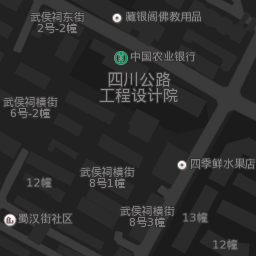 武侯祠东街
2号-2幢
藏银阁佛教用品
中国农业银行
四川公路
工程设计院
武侯祠横街
6号-2幢
四季鲜水果店
武侯祠横街
8号1幢
12幢
武侯祠横街
8号3幢
13幢
蜀汉街社区
12幢